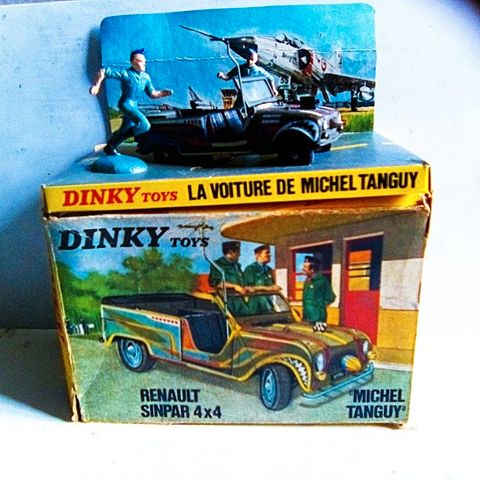 DINKY TOYS LA VOITURE DE MICHEL TANGUY
DINKY TOYS
RENAULT
SINPAR 4x4
"MICHEL
TANGUY"